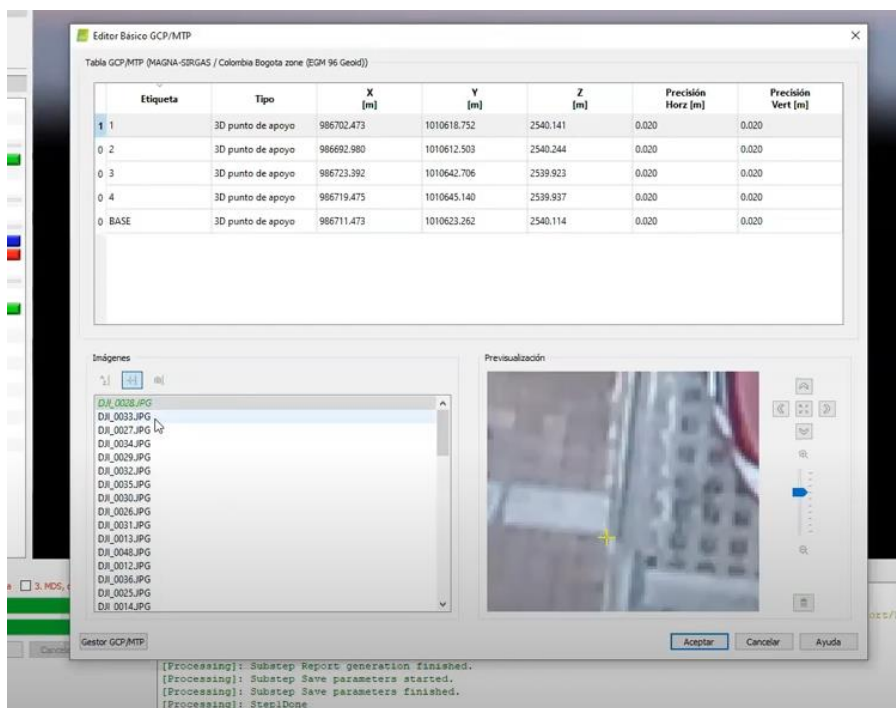 Editor Básico GCP/MTP
Tabla GCP/MTP (MAGNA-SIRGAS / Colombia Bogota zone (EGM 96 Geoid))
Etiqueta Tipo X [m] Y [m] Z [m] Precisión Horz [m] Precisión Vert [m]
1 1 3D punto de apoyo 986702.473 1010618.752 2540.141 0.020 0.020
0 2 3D punto de apoyo 986692.980 1010612.503 2540.244 0.020 0.020
0 3 3D punto de apoyo 986723.392 1010642.706 2539.923 0.020 0.020
0 4 3D punto de apoyo 986719.475 1010645.140 2539.937 0.020 0.020
0 BASE 3D punto de apoyo 986711.473 1010623.262 2540.114 0.020 0.020
Imágenes
Previsualización
DJI_0028.JPG
DJI_0033.JPG
DJI_0027.JPG
DJI_0034.JPG
DJI_0029.JPG
DJI_0032.JPG
DJI_0035.JPG
DJI_0030.JPG
DJI_0026.JPG
DJI_0031.JPG
DJI_0013.JPG
DJI_0048.JPG
DJI_0012.JPG
DJI_0036.JPG
DJI_0025.JPG
DJI_0014.JPG
3. MDS,
Gestor GCP/MTP Aceptar Cancelar Ayuda
[Processing]: Substep Report generation finished.
[Processing]: Substep Save parameters started.
[Processing]: Substep Save parameters finished.
[Processing]: Step1Done